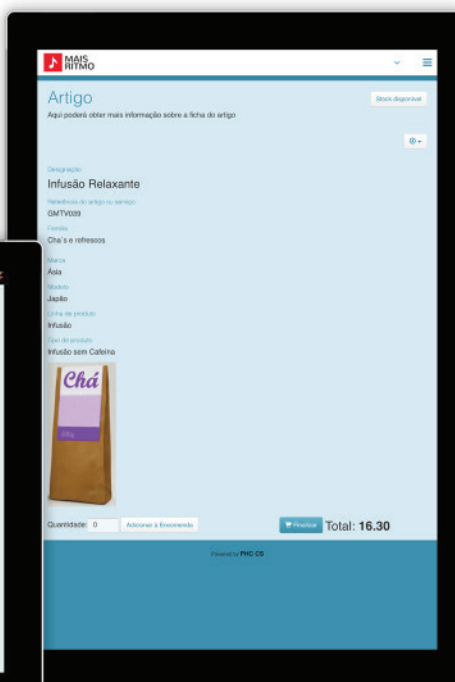 MAIS
RITMO
Artigo
Stock disponível
Aqui poderá obter mais informação sobre a ficha do artigo
Designação
Infusão Relaxante
Referência do artigo ou serviço
GMTV039
Família
Cha´s e refrescos
Marca
Ásia
Modelo
Japão
Linha de produto
Infusão
Tipo de produto
Infusão sem Cafeína
Chá
Quantidade: 0 Adicionar à Encomenda Finalizar Total: 16.30
Powered by PHC CS